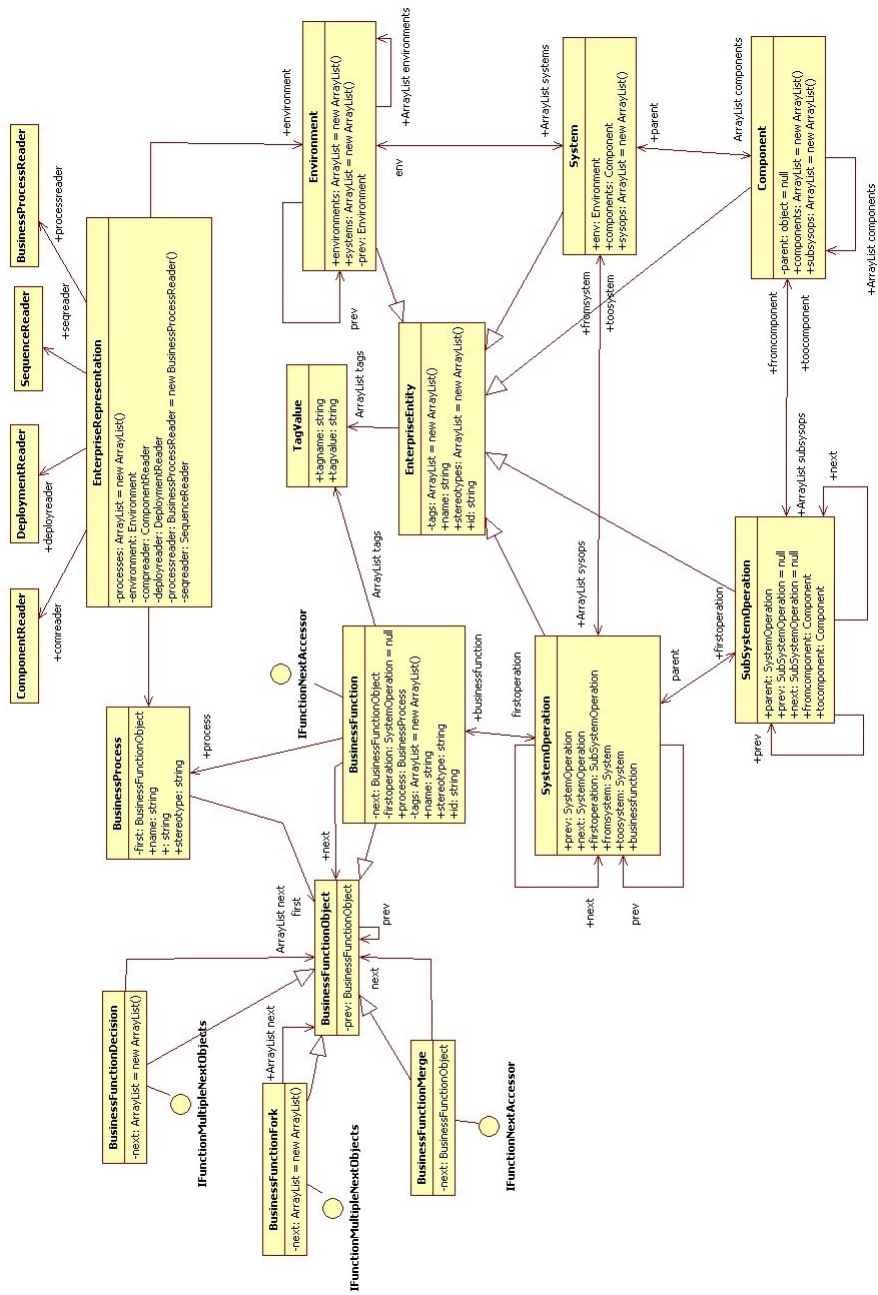 ComponentReader
DeploymentReader
SequenceReader
BusinessProcessReader
+comreader
+deployreader
+seqreader
+processreader
EnterpriseRepresentation
-processes: ArrayList = new ArrayList()
-environment: Environment
-compreader: ComponentReader
-deployreader: DeploymentReader
-processreader: BusinessProcessReader = new BusinessProcessReader()
-seqreader: SequenceReader
+environment
BusinessProcess
-first: BusinessFunctionObject
+name: string
+: string
+stereotype: string
+process
IFunctionNextAccessor
TagValue
+tagname: string
+tagvalue: string
ArrayList tags
ArrayList tags
Environment
+environments: ArrayList = new ArrayList()
+systems: ArrayList = new ArrayList()
-prev: Environment
+ArrayList environments
prev
env
+ArrayList systems
BusinessFunctionDecision
-next: ArrayList = new ArrayList()
IFunctionMultipleNextObjects
ArrayList next
first
BusinessFunctionFork
-next: ArrayList = new ArrayList()
IFunctionMultipleNextObjects
+ArrayList next
BusinessFunctionObject
-prev: BusinessFunctionObject
prev
+next
next
BusinessFunctionMerge
-next: BusinessFunctionObject
IFunctionNextAccessor
BusinessFunction
-next: BusinessFunctionObject
-firstoperation: SystemOperation = null
+process: BusinessProcess
-tags: ArrayList = new ArrayList()
+name: string
+stereotype: string
+id: string
+businessfunction
firstoperation
EnterpriseEntity
-tags: ArrayList = new ArrayList()
+name: string
+stereotypes: ArrayList = new ArrayList()
+id: string
System
+env: Environment
+components: Component
+sysops: ArrayList = new ArrayList()
+fromsystem
+toosystem
+parent
ArrayList components
+ArrayList sysops
SystemOperation
+prev: SystemOperation
+next: SystemOperation
+firstoperation: SubSystemOperation
+fromsystem: System
+toosystem: System
+businessfunction
+next
prev
parent
+firstoperation
Component
-parent: object = null
+components: ArrayList = new ArrayList()
+subsysops: ArrayList = new ArrayList()
+ArrayList components
+fromcomponent
+toocomponent
+ArrayList subsysops
SubSystemOperation
+parent: SystemOperation
+prev: SubSystemOperation = null
+next: SubSystemOperation = null
+fromcomponent: Component
+tocomponent: Component
+next
+prev